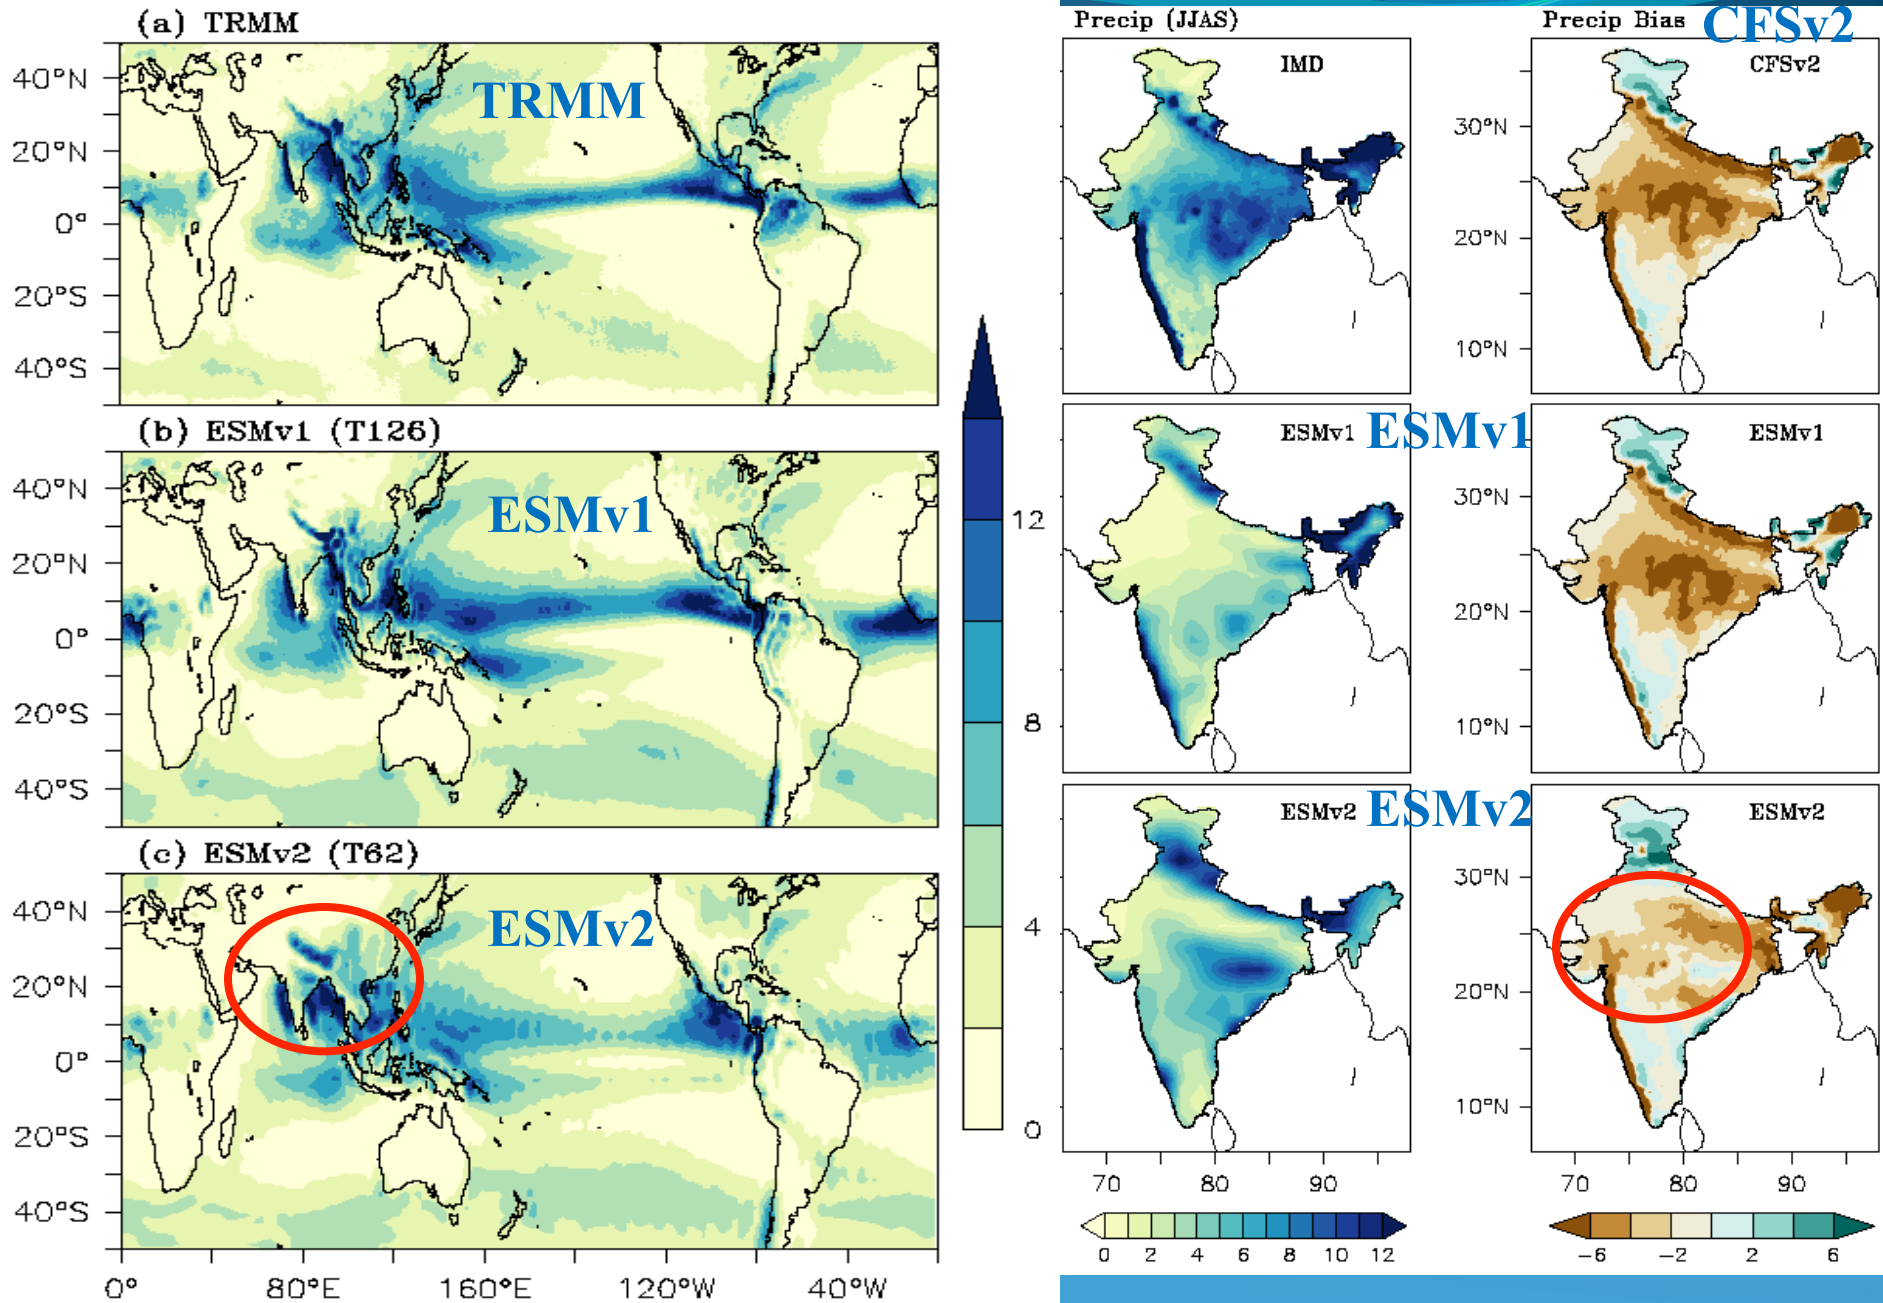 (a) TRMM
TRMM
40°N
20°N
0°
20°S
40°S
(b) ESMv1 (T126)
ESMv1
40°N
20°N
0°
20°S
40°S
(c) ESMv2 (T62)
ESMv2
40°N
20°N
0°
20°S
40°S
0°
80°E
160°E
120°W
40°W
12
8
4
0
Precip (JJAS)
IMD
Precip Bias
CFSv2
CFSv2
30°N
20°N
10°N
ESMv1
ESMv1
ESMv1
30°N
20°N
10°N
ESMv2
ESMv2
ESMv2
30°N
20°N
10°N
70
80
90
70
80
90
0
2
4
6
8
10
12
-6
-2
2
6